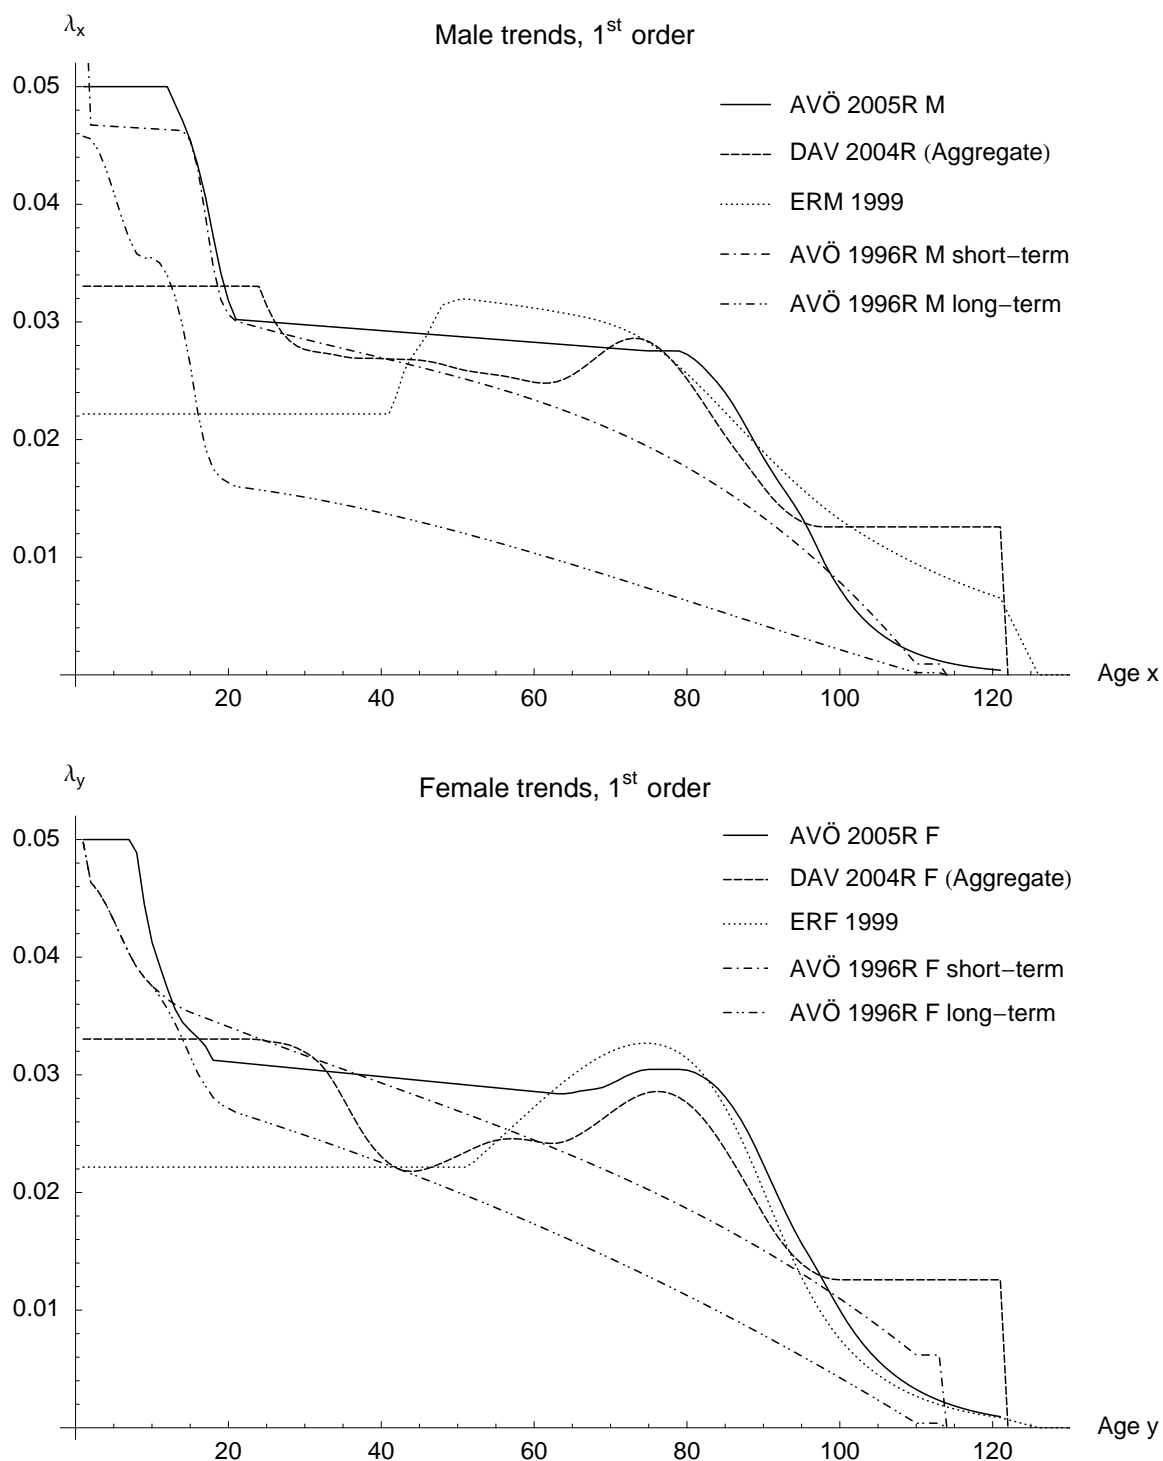 λx
Male trends, 1st order
0.05
0.04
0.03
0.02
0.01
AVÖ 2005R M
DAV 2004R (Aggregate)
ERM 1999
AVÖ 1996R M short−term
AVÖ 1996R M long−term
20 40 60 80 100 120
Age x
λy
Female trends, 1st order
0.05
0.04
0.03
0.02
0.01
AVÖ 2005R F
DAV 2004R F (Aggregate)
ERF 1999
AVÖ 1996R F short−term
AVÖ 1996R F long−term
20 40 60 80 100 120
Age y